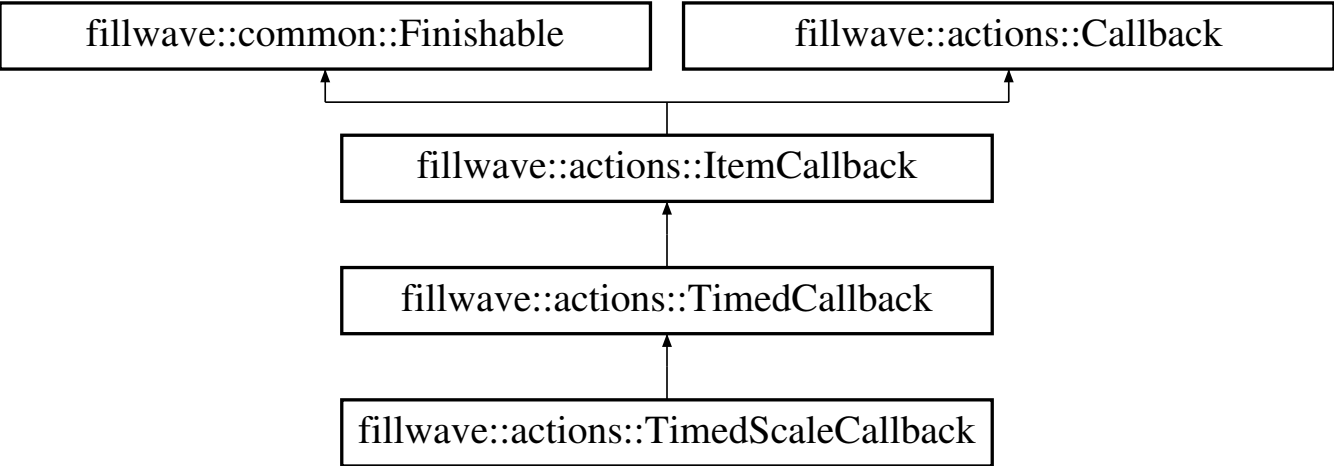 fillwave::common::Finishable
fillwave::actions::Callback
fillwave::actions::ItemCallback
fillwave::actions::TimedCallback
fillwave::actions::TimedScaleCallback